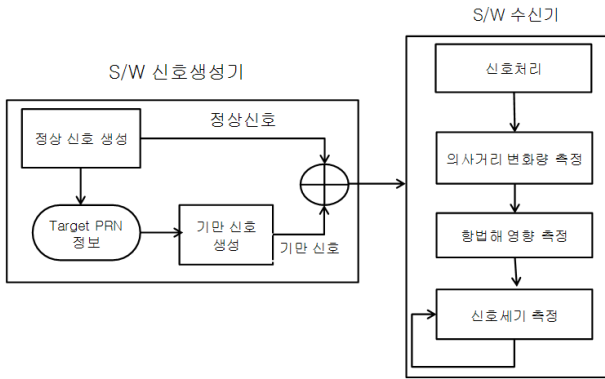 S/W 신호생성기
정상 신호 생성
정상신호
Target PRN
정보
기만 신호
생성
기만 신호
S/W 수신기
신호처리
의사거리 변화량 측정
항법해 영향 측정
신호세기 측정